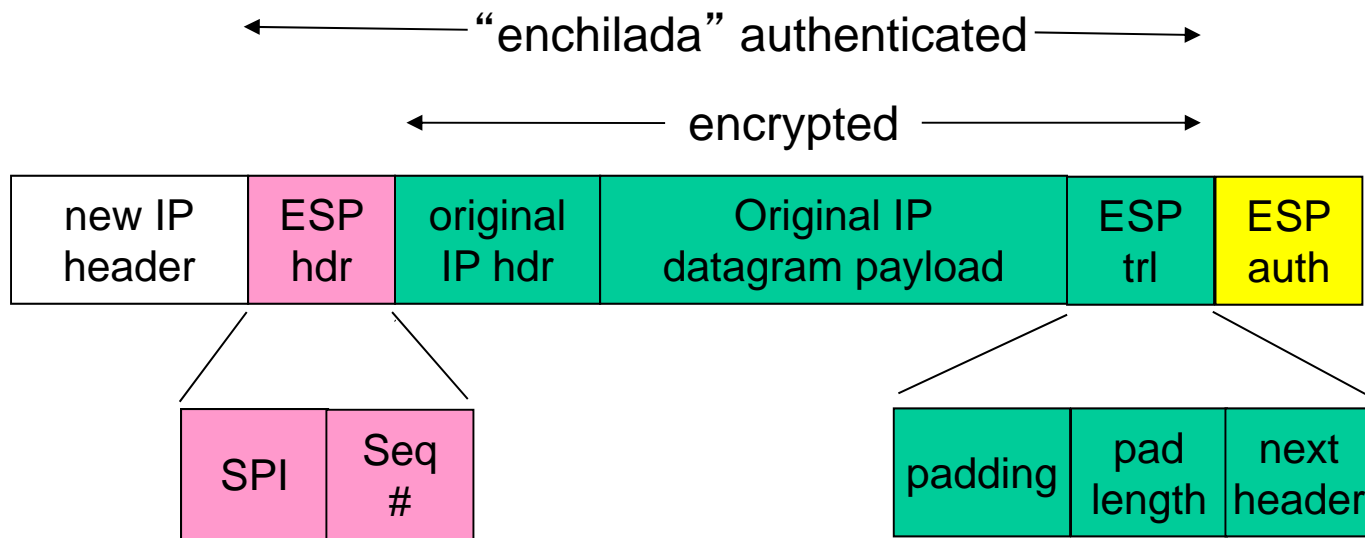 “enchilada” authenticated
encrypted
new IP
header
ESP
hdr
original
IP hdr
Original IP
datagram payload
ESP
trl
ESP
auth
SPI
Seq
#
padding
pad
length
next
header